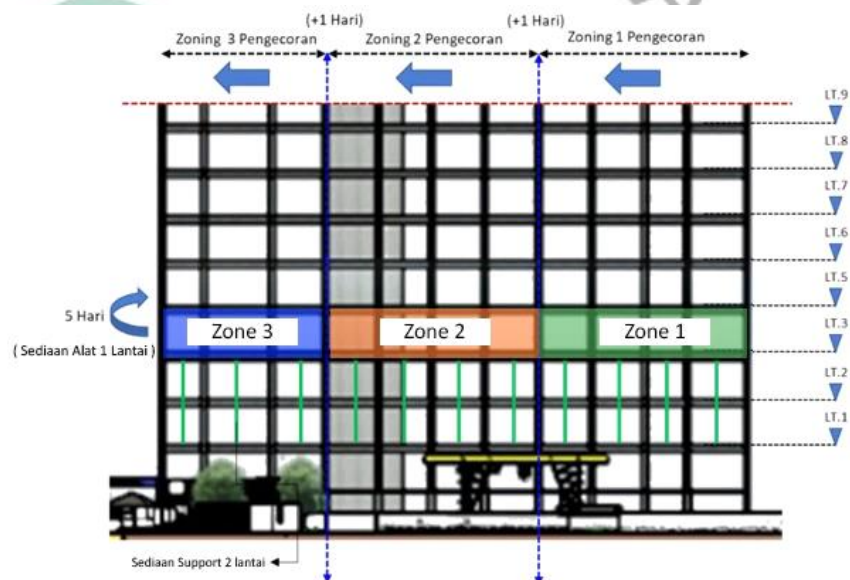 (+1 Hari)
(+1 Hari)
Zoning 3 Pengecoran
Zoning 2 Pengecoran
Zoning 1 Pengecoran
LT.9
LT.8
LT.7
LT.6
LT.5
5 Hari
( Sediaan Alat 1 Lantai )
Zone 3
Zone 2
Zone 1
LT.3
LT.2
LT.1
Sediaan Support 2 lantai